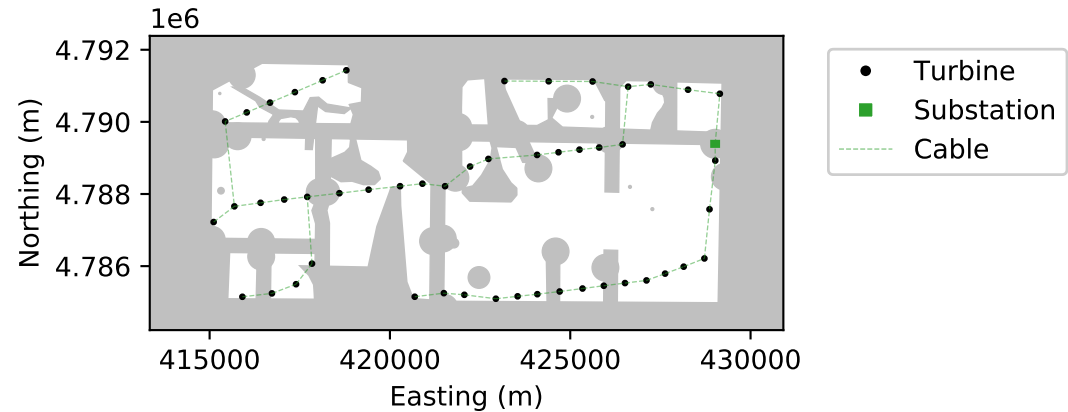 1e6
4.792
4.790
4.788
4.786
Northing (m)
415000 420000 425000 430000
Easting (m)
Turbine
Substation
Cable